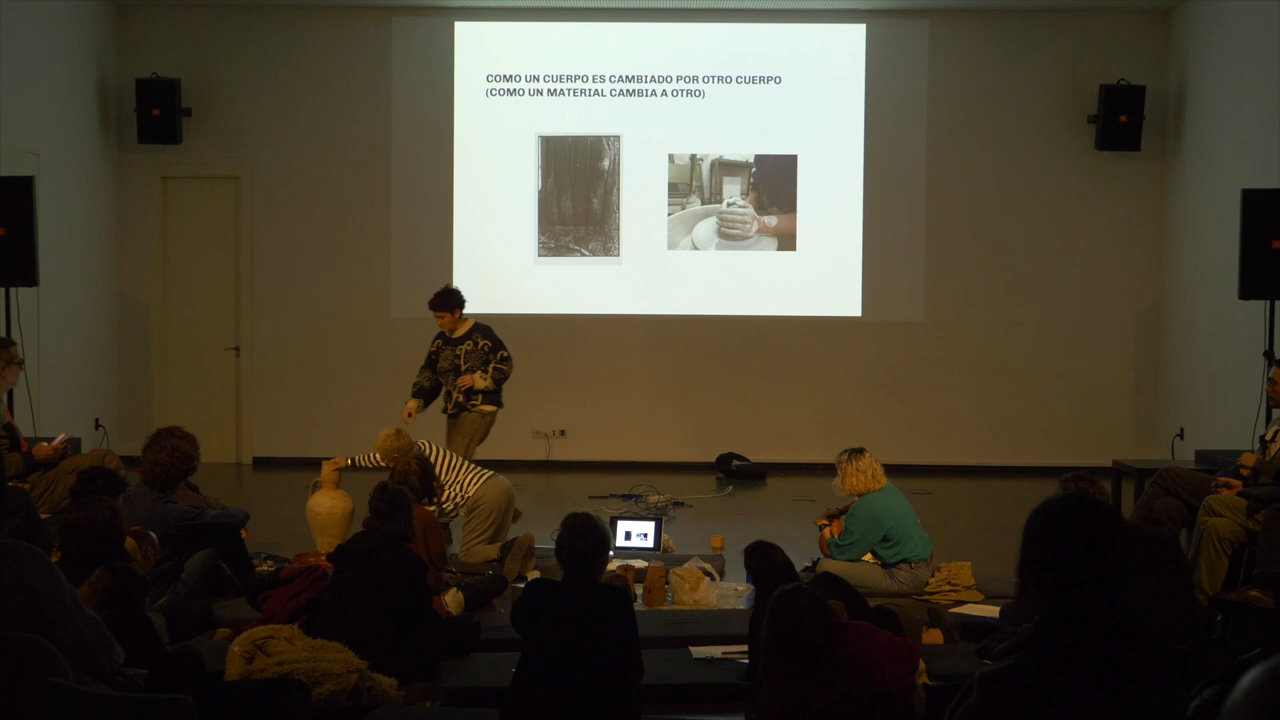 COMO UN CUERPO ES CAMBIADO POR OTRO CUERPO
(COMO UN MATERIAL CAMBIA A OTRO)